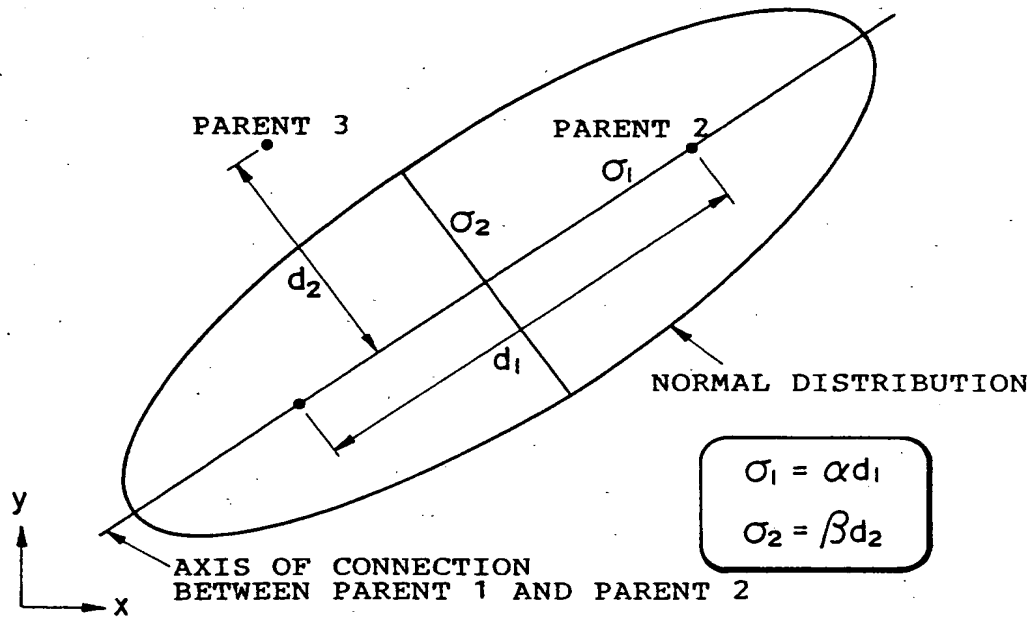 PARENT 3
PARENT 2
σ₁
σ₂
d₂
d₁
NORMAL DISTRIBUTION
σ₁ = αd₁
σ₂ = βd₂
y
x
AXIS OF CONNECTION
BETWEEN PARENT 1 AND PARENT 2